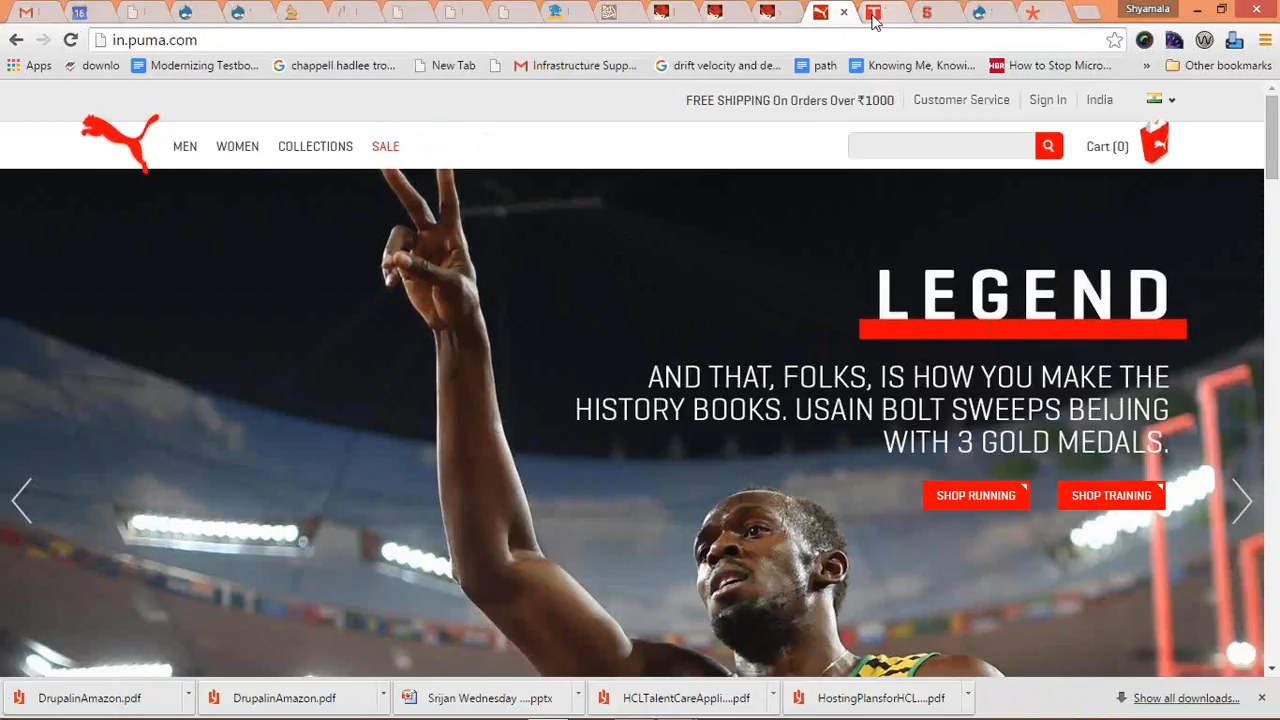 16
T
S
Shyamala
in.puma.com
W
Apps
downlo
Modernizing Testbo...
chappell hadlee tro...
New Tab
Infrastructure Supp...
drift velocity and de...
path
Knowing Me, Knowi...
HBR
How to Stop Micro...
»
Other bookmarks
FREE SHIPPING On Orders Over ₹1000
Customer Service
Sign In
India
MEN
WOMEN
COLLECTIONS
SALE
Cart (0)
LEGEND
AND THAT, FOLKS, IS HOW YOU MAKE THE
HISTORY BOOKS. USAIN BOLT SWEEPS BEIJING
WITH 3 GOLD MEDALS.
SHOP RUNNING
SHOP TRAINING
DrupalinAmazon.pdf
DrupalinAmazon.pdf
Srijan Wednesday ....pptx
HCLTalentCareAppli....pdf
HostingPlansforHCL....pdf
Show all downloads...